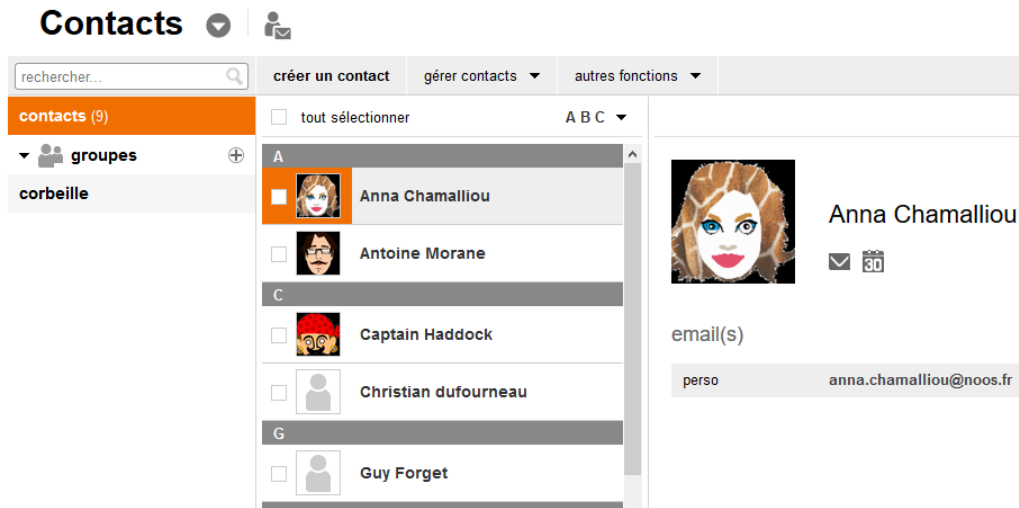 Contacts
rechercher...
créer un contact
gérer contacts
autres fonctions
contacts (9)
tout sélectionner
A B C
groupes
corbeille
A
Anna Chamalliou
Antoine Morane
C
Captain Haddock
Christian dufourneau
G
Guy Forget
Anna Chamalliou
30
email(s)
perso anna.chamalliou@noos.fr